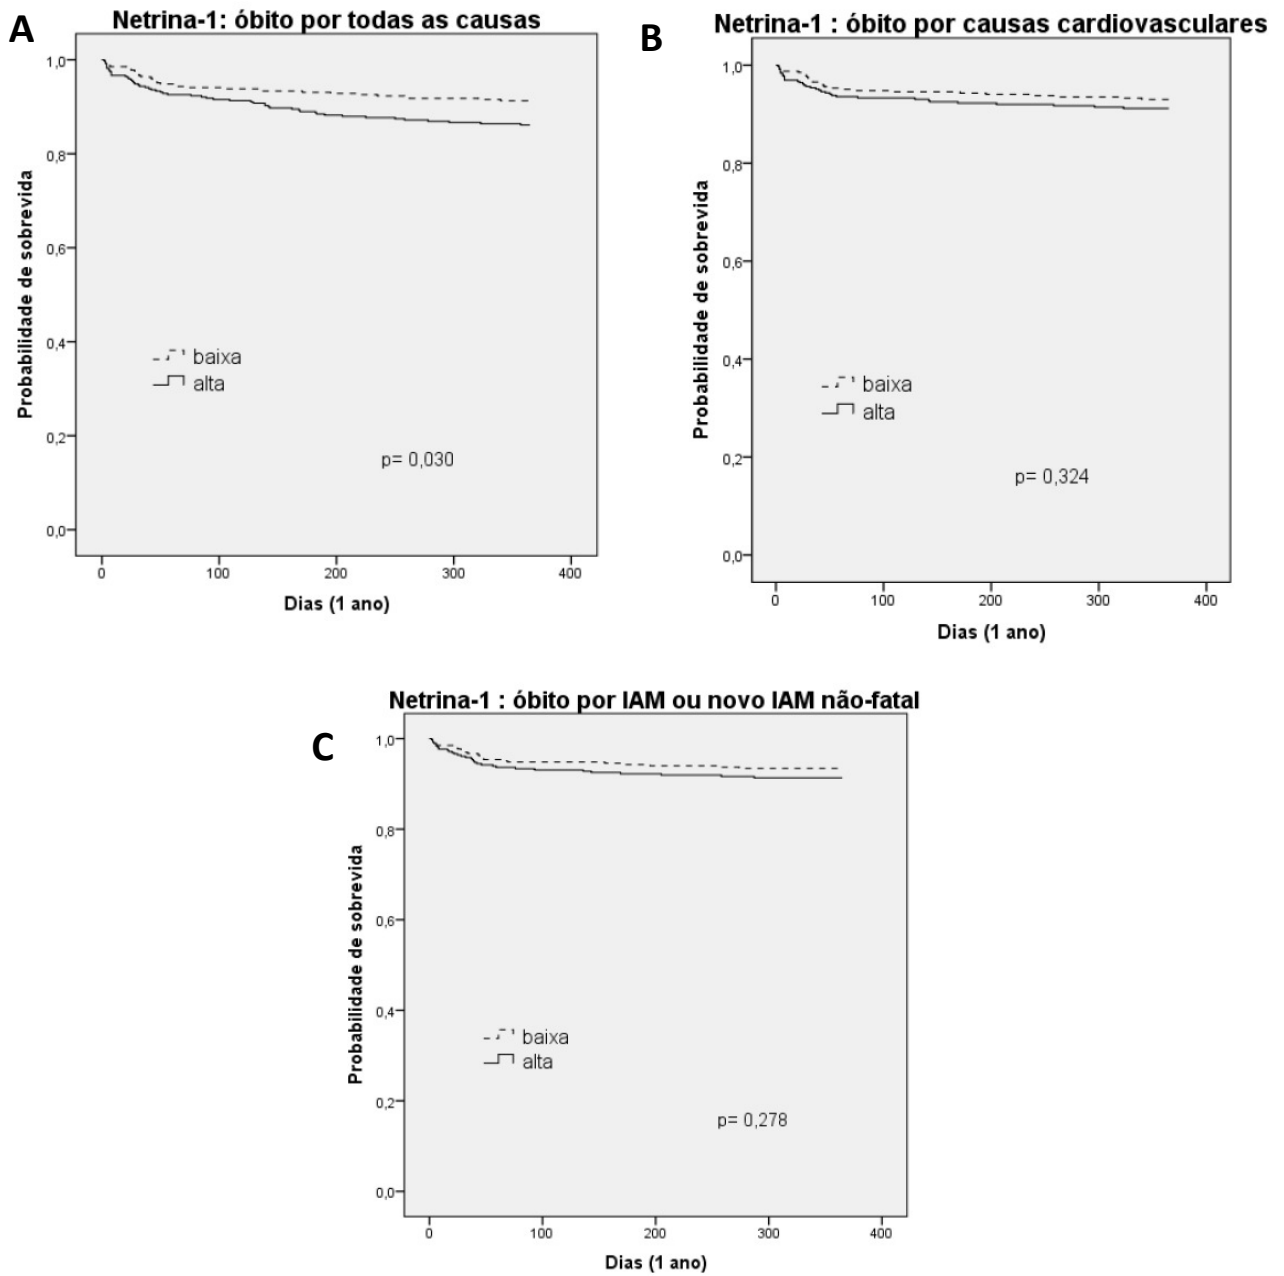 A
Netrina-1: óbito por todas as causas
1,0
0,8
0,6
0,4
0,2
0,0
Probabilidade de sobrevida
baixa
alta
p= 0,030
0 100 200 300 400
Dias (1 ano)
B
Netrina-1 : óbito por causas cardiovasculares
1,0
0,8
0,6
0,4
0,2
0,0
Probabilidade de sobrevida
baixa
alta
p= 0,324
0 100 200 300 400
Dias (1 ano)
C
Netrina-1 : óbito por IAM ou novo IAM não-fatal
1,0
0,8
0,6
0,4
0,2
0,0
Probabilidade de sobrevida
baixa
alta
p= 0,278
0 100 200 300 400
Dias (1 ano)